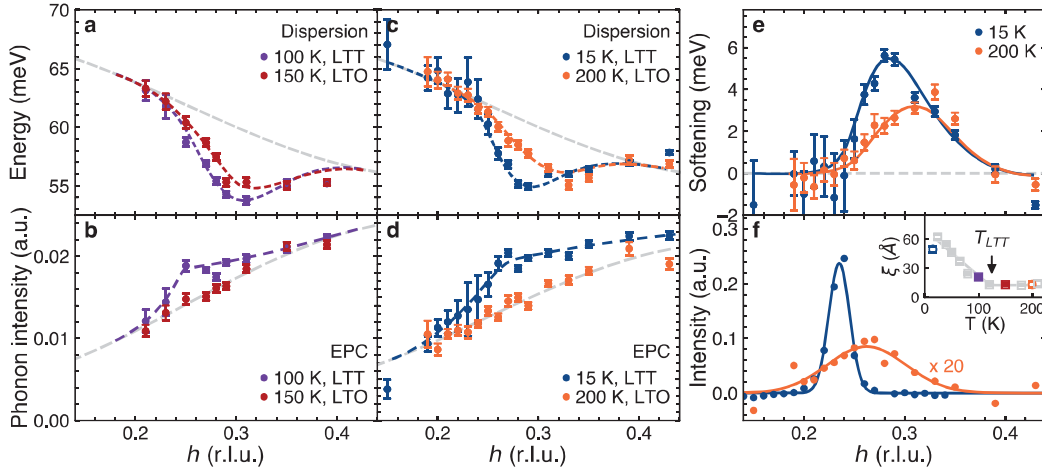 a
Dispersion
100 K, LTT
150 K, LTO
Energy (meV)
70
65
60
55
b
EPC
100 K, LTT
150 K, LTO
Phonon intensity (a.u.)
0.02
0.01
0.00
0.2
0.3
0.4
h (r.l.u.)
c
Dispersion
15 K, LTT
200 K, LTO
d
EPC
15 K, LTT
200 K, LTO
0.2
0.3
0.4
h (r.l.u.)
e
15 K
200 K
Softening (meV)
6
4
2
0
-2
f
Intensity (a.u.)
0.3
0.2
0.1
0.0
x 20
T_LTT
ξ (Å)
60
30
0
0
100
200
T (K)
0.2
0.3
0.4
h (r.l.u.)